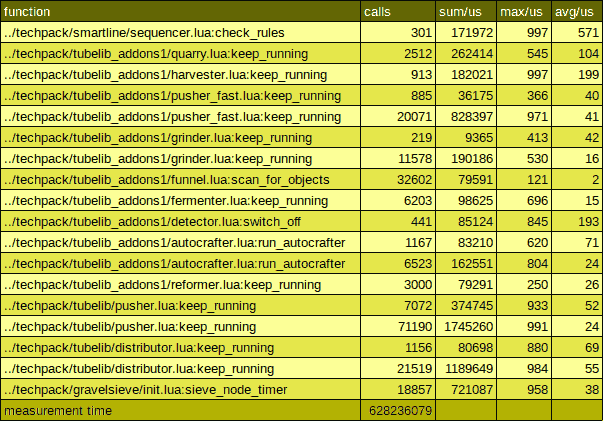 function calls sum/us max/us avg/us
../techpack/smartline/sequencer.lua:check_rules 301 171972 997 571
../techpack/tubelib_addons1/quarry.lua:keep_running 2512 262414 545 104
../techpack/tubelib_addons1/harvester.lua:keep_running 913 182021 997 199
../techpack/tubelib_addons1/pusher_fast.lua:keep_running 885 36175 366 40
../techpack/tubelib_addons1/pusher_fast.lua:keep_running 20071 828397 971 41
../techpack/tubelib_addons1/grinder.lua:keep_running 219 9365 413 42
../techpack/tubelib_addons1/grinder.lua:keep_running 11578 190186 530 16
../techpack/tubelib_addons1/funnel.lua:scan_for_objects 32602 79591 121 2
../techpack/tubelib_addons1/fermenter.lua:keep_running 6203 98625 696 15
../techpack/tubelib_addons1/detector.lua:switch_off 441 85124 845 193
../techpack/tubelib_addons1/autocrafter.lua:run_autocrafter 1167 83210 620 71
../techpack/tubelib_addons1/autocrafter.lua:run_autocrafter 6523 162551 804 24
../techpack/tubelib_addons1/reformer.lua:keep_running 3000 79291 250 26
../techpack/tubelib/pusher.lua:keep_running 7072 374745 933 52
../techpack/tubelib/pusher.lua:keep_running 71190 1745260 991 24
../techpack/tubelib/distributor.lua:keep_running 1156 80698 880 69
../techpack/tubelib/distributor.lua:keep_running 21519 1189649 984 55
../techpack/gravelsieve/init.lua:sieve_node_timer 18857 721087 958 38
measurement time 628236079